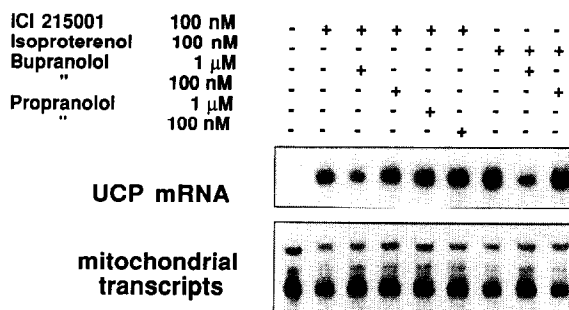 ICI 215001 100 nM - + + + + + - - -
Isoproterenol 100 nM - - - - - - + + +
Bupranolol 1 µM - - + - - - - + -
" 100 nM - - - + - - - - +
Propranolol 1 µM - - - - + - - - -
" 100 nM - - - - - + - - -
UCP mRNA
mitochondrial
transcripts